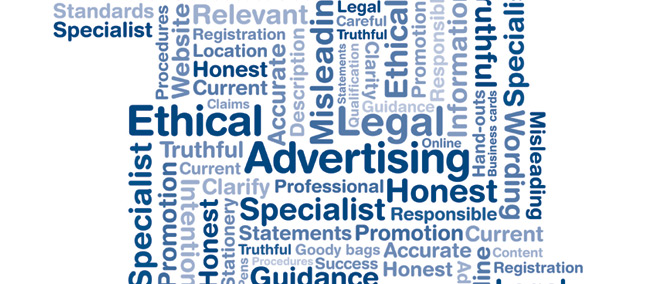 Standards
Specialist
Procedures
Website
Relevant
Registration
Location
Honest
Current
Claims
Accurate
Description
Misleading
Legal
Careful
Truthful
Statements
Qualification
Clarity
Ethical
Promotion
Responsible
Information
Truthful
Specialist
Guidance
Ethical
Legal
Online
Hand-outs
Business cards
Wording
Misleading
Truthful
Advertising
Current
Clarify
Professional
Honest
Specialist
Promotion
Intention
Honest
Stationery
Specialist
Responsible
Statements
Promotion
Current
Truthful
Goody bags
Accurate
Content
Pens
Procedures
Success
Honest
Ad
line
Registration
Guidance